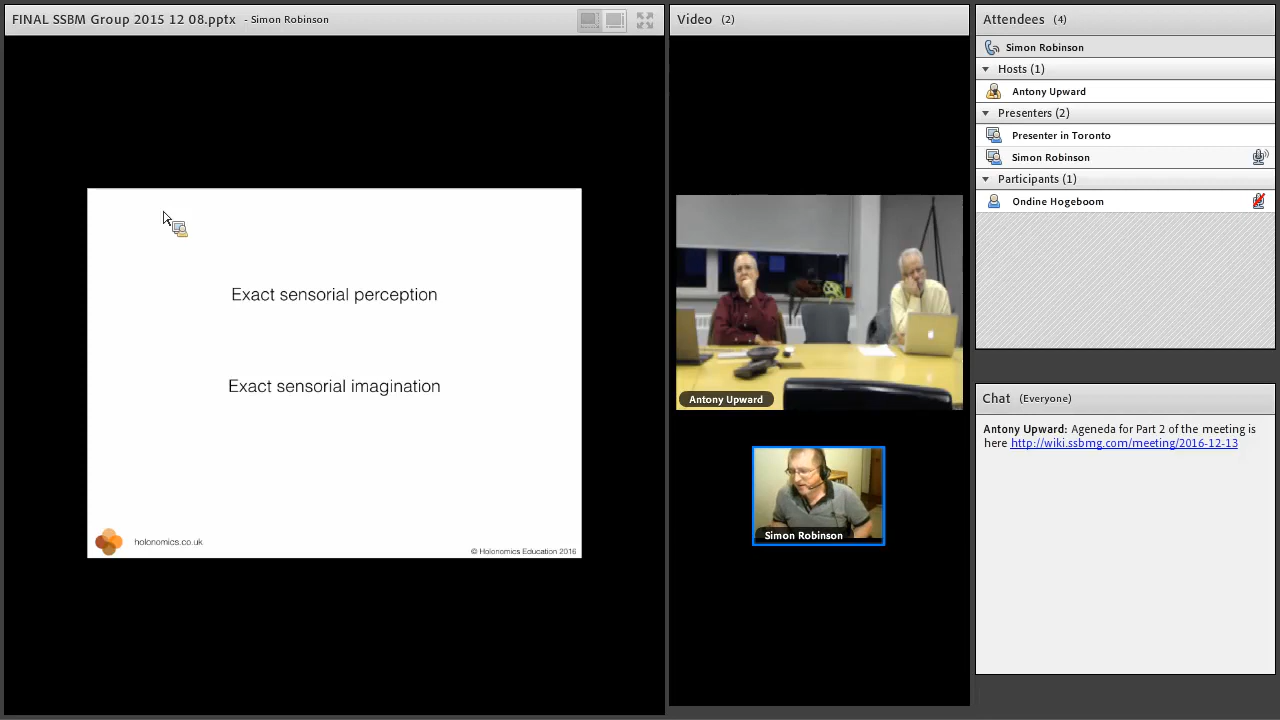 FINAL SSBM Group 2015 12 08.pptx - Simon Robinson
Exact sensorial perception
Exact sensorial imagination
holonomics.co.uk
© Holonomics Education 2016
Video (2)
Antony Upward
Simon Robinson
Attendees (4)
Simon Robinson
Hosts (1)
Antony Upward
Presenters (2)
Presenter in Toronto
Simon Robinson
Participants (1)
Ondine Hogeboom
Chat (Everyone)
Antony Upward: Ageneda for Part 2 of the meeting is
here http://wiki.ssbmg.com/meeting/2016-12-13